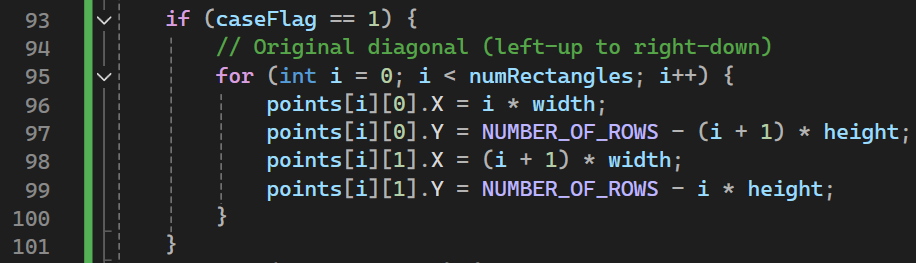 93 if (caseFlag == 1) {
94 // Original diagonal (left-up to right-down)
95 for (int i = 0; i < numRectangles; i++) {
96 points[i][0].X = i * width;
97 points[i][0].Y = NUMBER_OF_ROWS - (i + 1) * height;
98 points[i][1].X = (i + 1) * width;
99 points[i][1].Y = NUMBER_OF_ROWS - i * height;
100 }
101 }